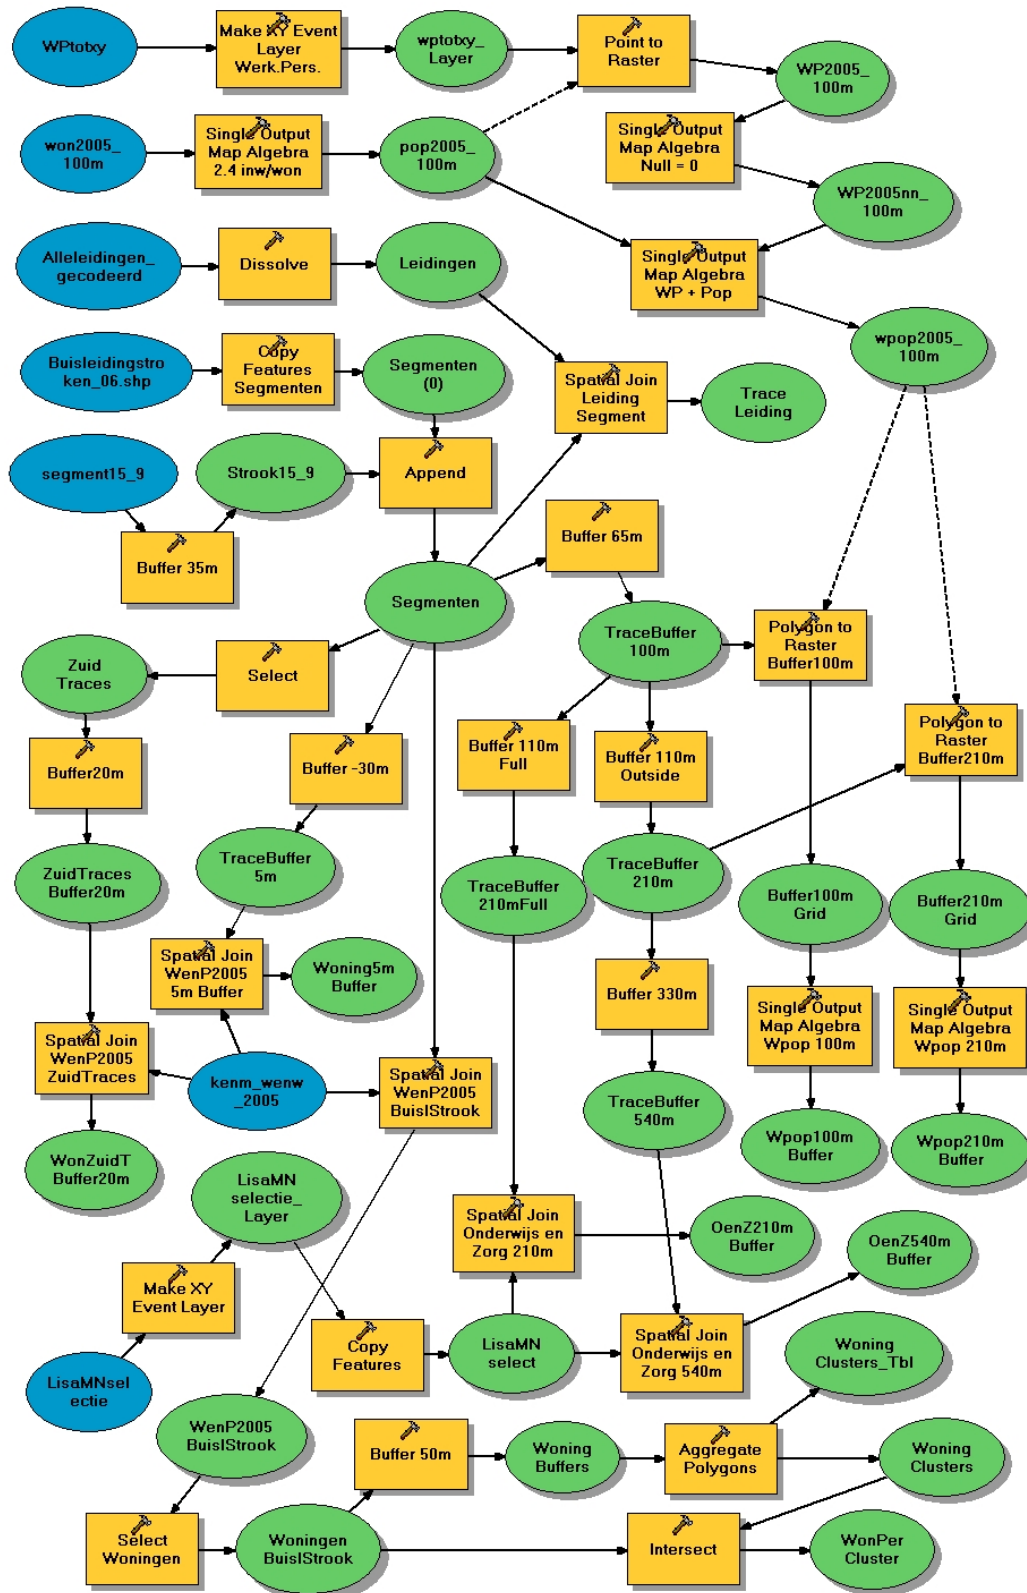 WPtotxy
Make XY Event
Layer
Werk.Pers.
wptotxy_
Layer
Point to
Raster
WP2005_
100m
won2005_
100m
Single Output
Map Algebra
2.4 inw/won
pop2005_
100m
Single Output
Map Algebra
Null = 0
WP2005nn_
100m
Alleleidingen_
gecodeerd
Dissolve
Leidingen
Single Output
Map Algebra
WP + Pop
wpop2005_
100m
Buisleidingstro
ken_06.shp
Copy
Features
Segmenten
Segmenten
(0)
Spatial Join
Leiding
Segment
Trace
Leiding
segment15_9
Strook15_9
Append
Buffer 35m
Buffer 65m
Segmenten
TraceBuffer
100m
Polygon to
Raster
Buffer100m
Zuid
Traces
Select
Polygon to
Raster
Buffer210m
Buffer20m
Buffer -30m
Buffer 110m
Full
Buffer 110m
Outside
ZuidTraces
Buffer20m
TraceBuffer
5m
TraceBuffer
210mFull
TraceBuffer
210m
Buffer100m
Grid
Buffer210m
Grid
Spatial Join
WenP2005
5m Buffer
Woning5m
Buffer
Buffer 330m
Single Output
Map Algebra
Wpop 100m
Single Output
Map Algebra
Wpop 210m
Spatial Join
WenP2005
ZuidTraces
kenm_wenw
_2005
Spatial Join
WenP2005
BuislStrook
TraceBuffer
540m
Wpop100m
Buffer
Wpop210m
Buffer
WonZuidT
Buffer20m
LisaMN
selectie_
Layer
Spatial Join
Onderwijs en
Zorg 210m
OenZ210m
Buffer
OenZ540m
Buffer
Make XY
Event Layer
Copy
Features
LisaMN
select
Spatial Join
Onderwijs en
Zorg 540m
Woning
Clusters_Tbl
LisaMNsel
ectie
WenP2005
BuislStrook
Buffer 50m
Woning
Buffers
Aggregate
Polygons
Woning
Clusters
Select
Woningen
Woningen
BuislStrook
Intersect
WonPer
Cluster